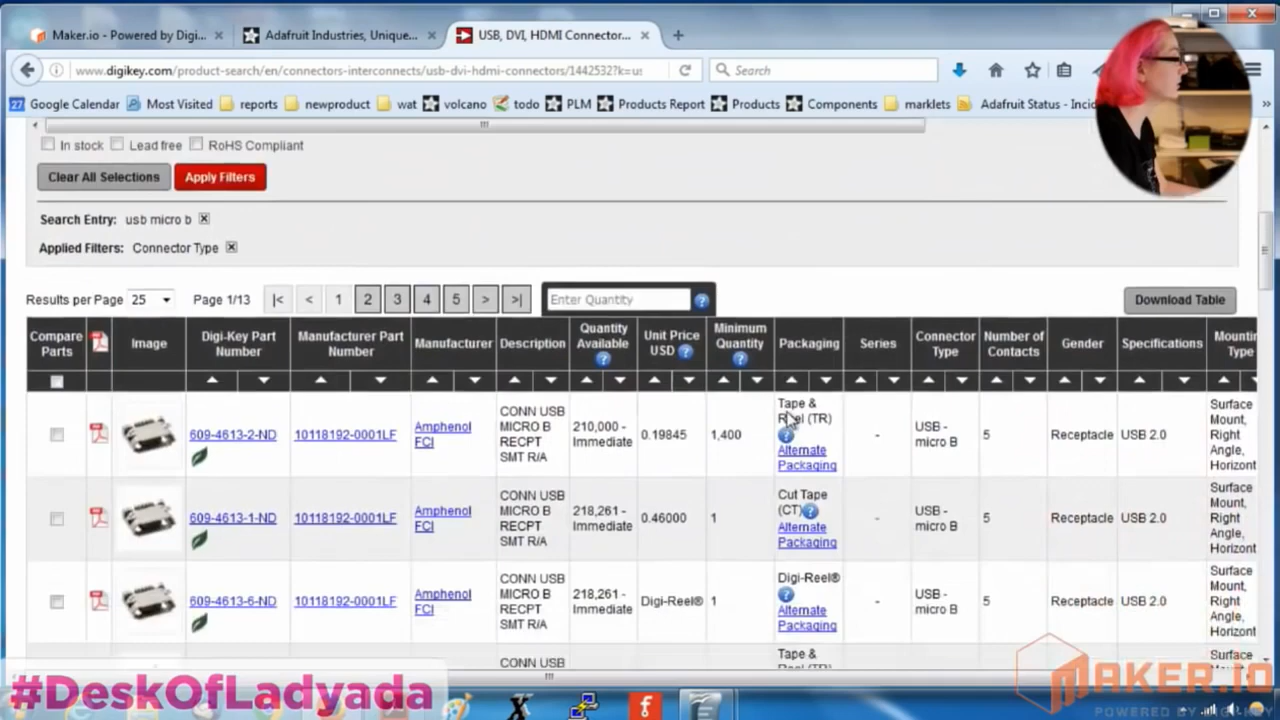 Maker.io - Powered by Digi...
Adafruit Industries, Unique...
USB, DVI, HDMI Connector...
www.digikey.com/product-search/en/connectors-interconnects/usb-dvi-hdmi-connectors/1442532?k=u:
Search
Google Calendar
Most Visited
reports
newproduct
wat
volcano
todo
PLM
Products Report
Products
Components
marklets
Adafruit Status - Incid
In stock
Lead free
RoHS Compliant
Clear All Selections
Apply Filters
Search Entry: usb micro b
Applied Filters: Connector Type
Results per Page 25
Page 1/13
|< < 1 2 3 4 5 > >|
Enter Quantity
Download Table
Compare Parts
Image
Digi-Key Part Number
Manufacturer Part Number
Manufacturer
Description
Quantity Available
Unit Price USD
Minimum Quantity
Packaging
Series
Connector Type
Number of Contacts
Gender
Specifications
Mountin Type
609-4613-2-ND
10118192-0001LF
Amphenol FCI
CONN USB
MICRO B
RECPT
SMT R/A
210,000 -
Immediate
0.19845
1,400
Tape &
Reel (TR)
Alternate
Packaging
-
USB -
micro B
5
Receptacle
USB 2.0
Surface
Mount,
Right
Angle,
Horizont
609-4613-1-ND
10118192-0001LF
Amphenol FCI
CONN USB
MICRO B
RECPT
SMT R/A
218,261 -
Immediate
0.46000
1
Cut Tape
(CT)
Alternate
Packaging
-
USB -
micro B
5
Receptacle
USB 2.0
Surface
Mount,
Right
Angle,
Horizont
609-4613-6-ND
10118192-0001LF
Amphenol FCI
CONN USB
MICRO B
RECPT
SMT R/A
218,261 -
Immediate
Digi-Reel®
1
Digi-Reel®
Alternate
Packaging
-
USB -
micro B
5
Receptacle
USB 2.0
Surface
Mount,
Right
Angle,
Horizont
CONN USB
Tape &
Reel (TR)
Surface
#DeskOfLadyada
MAKER.IO
POWERED BY DIGI-KEY